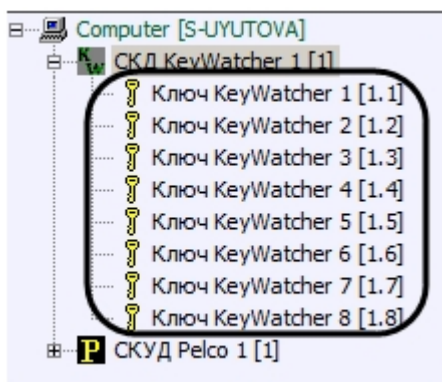 Computer [S-UYUTOVA]
СКД KeyWatcher 1 [1]
Ключ KeyWatcher 1 [1.1]
Ключ KeyWatcher 2 [1.2]
Ключ KeyWatcher 3 [1.3]
Ключ KeyWatcher 4 [1.4]
Ключ KeyWatcher 5 [1.5]
Ключ KeyWatcher 6 [1.6]
Ключ KeyWatcher 7 [1.7]
Ключ KeyWatcher 8 [1.8]
СКУД Pelco 1 [1]